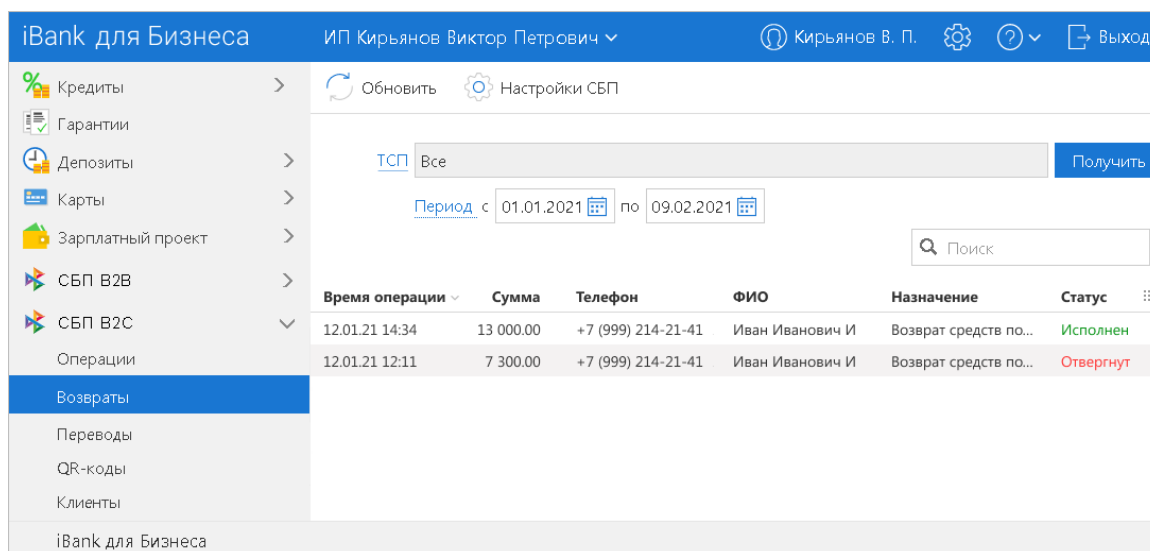 iBank для Бизнеса ИП Кирьянов Виктор Петрович Кирьянов В. П. Выход
Кредиты
Гарантии
Депозиты
Карты
Зарплатный проект
СБП B2B
СБП B2C
Операции
Возвраты
Переводы
QR-коды
Клиенты
iBank для Бизнеса
Обновить Настройки СБП
ТСП Все Получить
Период с 01.01.2021 по 09.02.2021
Поиск
Время операции Сумма Телефон ФИО Назначение Статус
12.01.21 14:34 13 000.00 +7 (999) 214-21-41 Иван Иванович И Возврат средств по... Исполнен
12.01.21 12:11 7 300.00 +7 (999) 214-21-41 Иван Иванович И Возврат средств по... Отвергнут